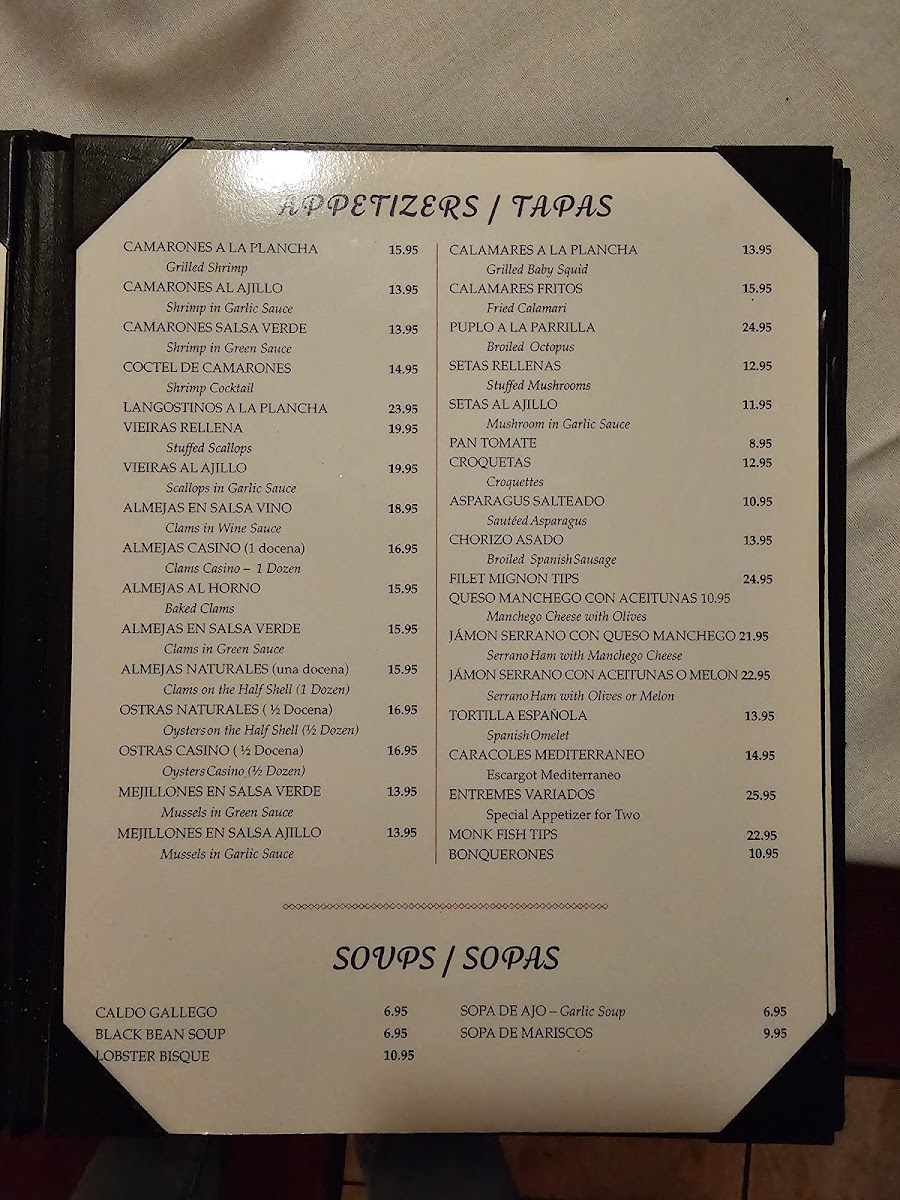 APPETIZERS / TAPAS
CAMARONES A LA PLANCHA 15.95
Grilled Shrimp
CAMARONES AL AJILLO 13.95
Shrimp in Garlic Sauce
CAMARONES SALSA VERDE 13.95
Shrimp in Green Sauce
COCTEL DE CAMARONES 14.95
Shrimp Cocktail
LANGOSTINOS A LA PLANCHA 23.95
VIEIRAS RELLENA 19.95
Stuffed Scallops
VIEIRAS AL AJILLO 19.95
Scallops in Garlic Sauce
ALMEJAS EN SALSA VINO 18.95
Clams in Wine Sauce
ALMEJAS CASINO (1 docena) 16.95
Clams Casino – 1 Dozen
ALMEJAS AL HORNO 15.95
Baked Clams
ALMEJAS EN SALSA VERDE 15.95
Clams in Green Sauce
ALMEJAS NATURALES (una docena) 15.95
Clams on the Half Shell (1 Dozen)
OSTRAS NATURALES ( ½ Docena) 16.95
Oysters on the Half Shell (½ Dozen)
OSTRAS CASINO ( ½ Docena) 16.95
Oysters Casino (½ Dozen)
MEJILLONES EN SALSA VERDE 13.95
Mussels in Green Sauce
MEJILLONES EN SALSA AJILLO 13.95
Mussels in Garlic Sauce
CALAMARES A LA PLANCHA 13.95
Grilled Baby Squid
CALAMARES FRITOS 15.95
Fried Calamari
PUPLO A LA PARRILLA 24.95
Broiled Octopus
SETAS RELLENAS 12.95
Stuffed Mushrooms
SETAS AL AJILLO 11.95
Mushroom in Garlic Sauce
PAN TOMATE 8.95
CROQUETAS 12.95
Croquettes
ASPARAGUS SALTEADO 10.95
Sautéed Asparagus
CHORIZO ASADO 13.95
Broiled Spanish Sausage
FILET MIGNON TIPS 24.95
QUESO MANCHEGO CON ACEITUNAS 10.95
Manchego Cheese with Olives
JÁMON SERRANO CON QUESO MANCHEGO 21.95
Serrano Ham with Manchego Cheese
JÁMON SERRANO CON ACEITUNAS O MELON 22.95
Serrano Ham with Olives or Melon
TORTILLA ESPAÑOLA 13.95
Spanish Omelet
CARACOLES MEDITERRANEO 14.95
Escargot Mediterraneo
ENTREMES VARIADOS 25.95
Special Appetizer for Two
MONK FISH TIPS 22.95
BONQUERONES 10.95
SOUPS / SOPAS
CALDO GALLEGO 6.95
BLACK BEAN SOUP 6.95
LOBSTER BISQUE 10.95
SOPA DE AJO – Garlic Soup 6.95
SOPA DE MARISCOS 9.95